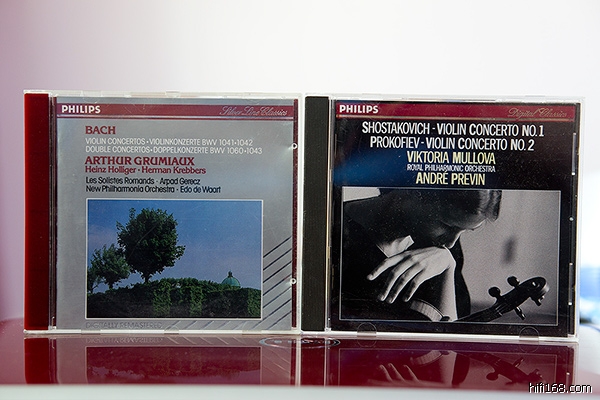 PHILIPS
Silver Line Classics
BACH
VIOLIN CONCERTOS · VIOLINKONZERTE BWV 1041-1042
DOUBLE CONCERTOS · DOPPELKONZERTE BWV 1060-1043
ARTHUR GRUMIAUX
Heinz Holliger · Herman Krebbers
Les Solistes Romands · Arpad Gerecz
New Philharmonia Orchestra · Edo de Waart
DIGITALLY REMASTERED
PHILIPS
Digital Classics
SHOSTAKOVICH · VIOLIN CONCERTO NO. 1
PROKOFIEV · VIOLIN CONCERTO NO. 2
VIKTORIA MULLOVA
ROYAL PHILHARMONIC ORCHESTRA
ANDRÉ PREVIN
hifi168.com